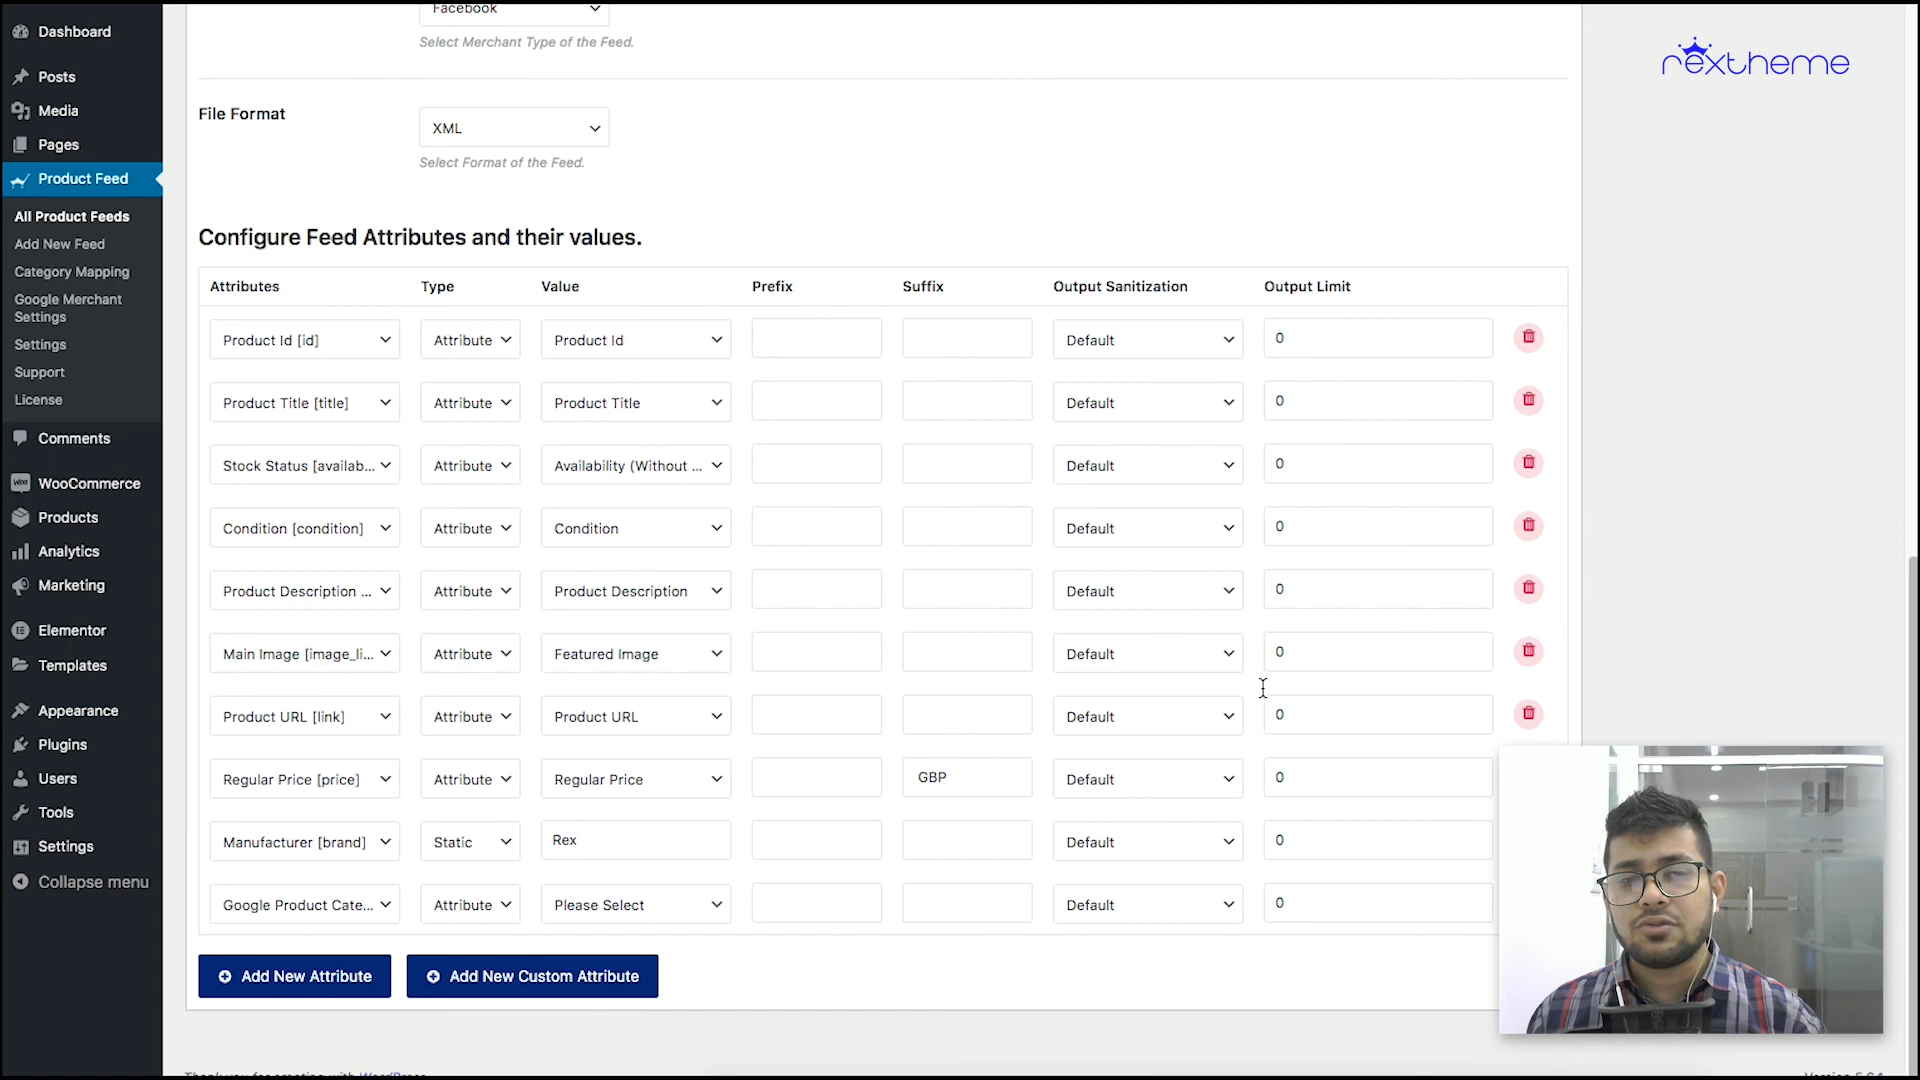 Dashboard
Posts
Media
Pages
Product Feed
All Product Feeds
Add New Feed
Category Mapping
Google Merchant
Settings
Settings
Support
License
Comments
WooCommerce
Products
Analytics
Marketing
Elementor
Templates
Appearance
Plugins
Users
Tools
Settings
Collapse menu
Facebook
Select Merchant Type of the Feed.
rextheme
File Format
XML
Select Format of the Feed.
Configure Feed Attributes and their values.
Attributes Type Value Prefix Suffix Output Sanitization Output Limit
Product Id [id] Attribute Product Id Default 0
Product Title [title] Attribute Product Title Default 0
Stock Status [availab... Attribute Availability (Without ... Default 0
Condition [condition] Attribute Condition Default 0
Product Description ... Attribute Product Description Default 0
Main Image [image_li... Attribute Featured Image Default 0
Product URL [link] Attribute Product URL Default 0
Regular Price [price] Attribute Regular Price GBP Default 0
Manufacturer [brand] Static Rex Default 0
Google Product Cate... Attribute Please Select Default 0
Add New Attribute Add New Custom Attribute